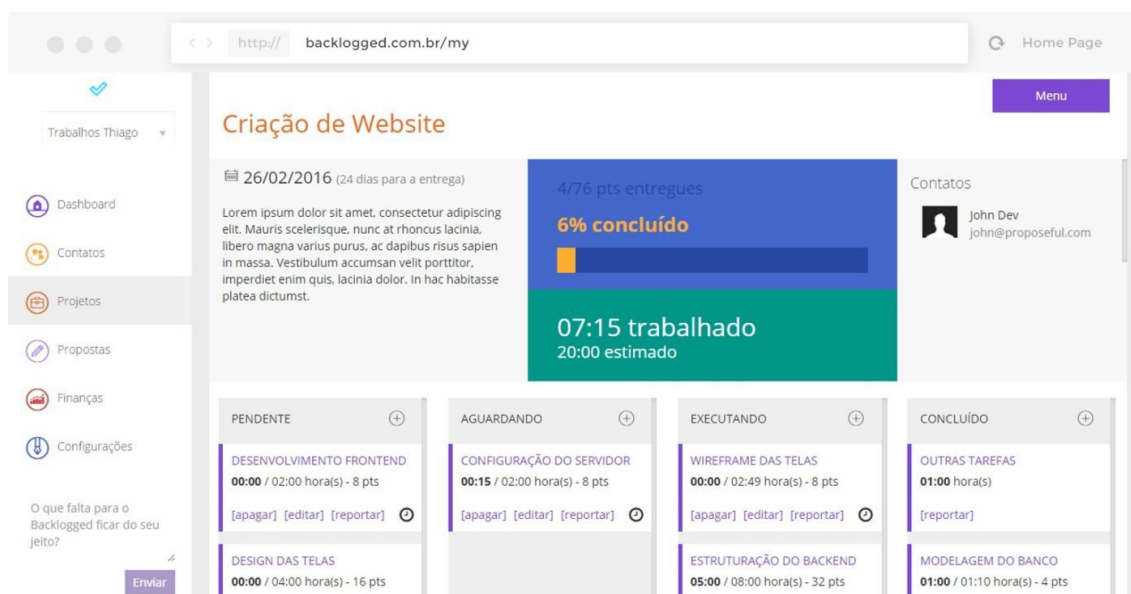 http:// backlogged.com.br/my
Home Page
Trabalhos Thiago
Menu
Criação de Website
Dashboard
Contatos
Projetos
Propostas
Finanças
Configurações
O que falta para o
Backlogged ficar do seu
jeito?
Enviar
26/02/2016 (24 dias para a entrega)
Lorem ipsum dolor sit amet, consectetur adipiscing
elit. Mauris scelerisque, nunc at rhoncus lacinia,
libero magna varius purus, ac dapibus risus sapien
in massa. Vestibulum accumsan velit porttitor,
imperdiet enim quis, lacinia dolor. In hac habitasse
platea dictumst.
4/76 pts entregues
6% concluído
07:15 trabalhado
20:00 estimado
Contatos
John Dev
john@proposeful.com
PENDENTE
DESENVOLVIMENTO FRONTEND
00:00 / 02:00 hora(s) - 8 pts
[apagar] [editar] [reportar]
DESIGN DAS TELAS
00:00 / 04:00 hora(s) - 16 pts
AGUARDANDO
CONFIGURAÇÃO DO SERVIDOR
00:15 / 02:00 hora(s) - 8 pts
[apagar] [editar] [reportar]
EXECUTANDO
WIREFRAME DAS TELAS
00:00 / 02:49 hora(s) - 8 pts
[apagar] [editar] [reportar]
ESTRUTURAÇÃO DO BACKEND
05:00 / 08:00 hora(s) - 32 pts
CONCLUÍDO
OUTRAS TAREFAS
01:00 hora(s)
[reportar]
MODELAGEM DO BANCO
01:00 / 01:10 hora(s) - 4 pts